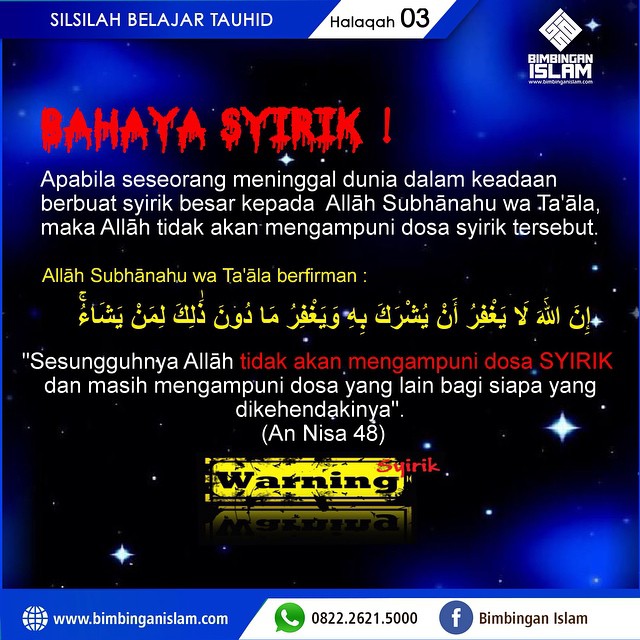 SILSILAH BELAJAR TAUHID
Halaqah 03
BIMBINGAN
ISLAM
www.bimbinganislam.com
BAHAYA SYIRIK !
Apabila seseorang meninggal dunia dalam keadaan
berbuat syirik besar kepada Allāh Subhānahu wa Ta'āla,
maka Allāh tidak akan mengampuni dosa syirik tersebut.
Allāh Subhānahu wa Ta'āla berfirman :
إِنَ اللّٰهَ لَا يَغْفِرُ أَنْ يُشْرَكَ بِهِ وَيَغْفِرُ مَا دُونَ ذَٰلِكَ لِمَنْ يَشَاءُۚ
"Sesungguhnya Allāh tidak akan mengampuni dosa SYIRIK
dan masih mengampuni dosa yang lain bagi siapa yang
dikehendakinya".
(An Nisa 48)
Syirik
Warning
www.bimbinganislam.com
0822.2621.5000
Bimbingan Islam